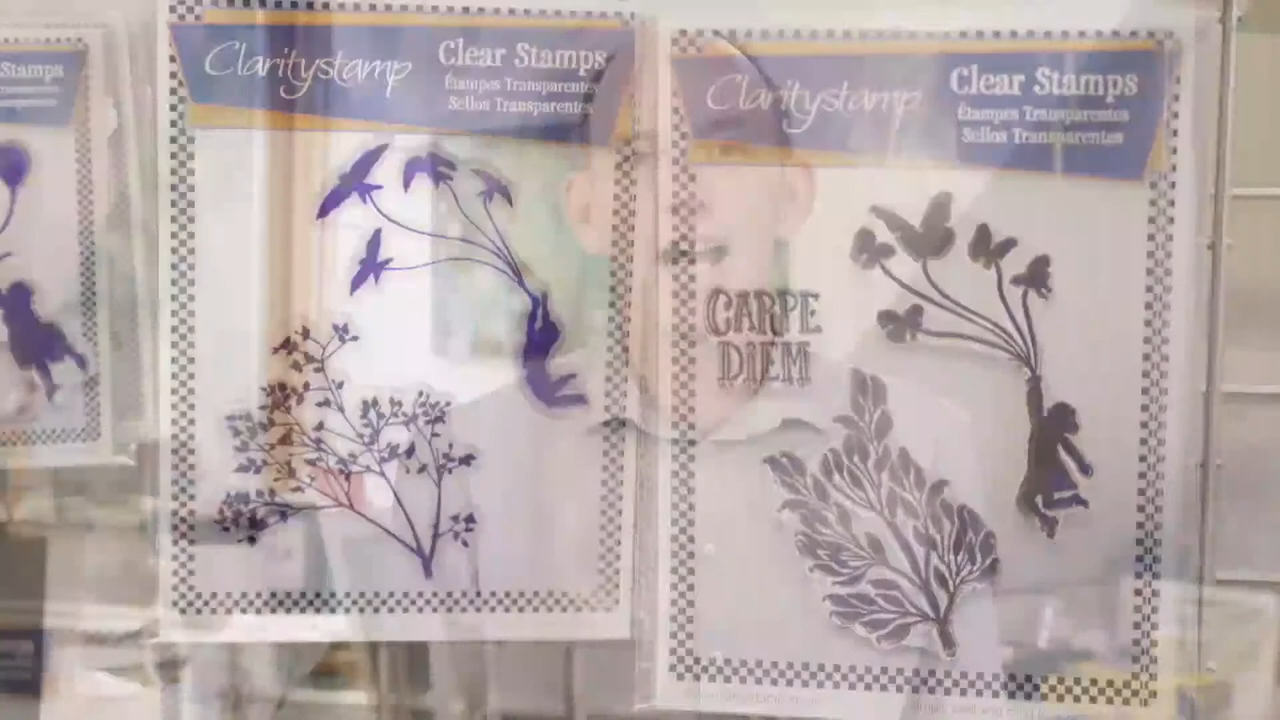 Stamps
Claritystamp
Clear Stamps
Étampes Transparentes
Sellos Transparentes
Claritystamp
Clear Stamps
Étampes Transparentes
Sellos Transparentes
CARPE
DIEM